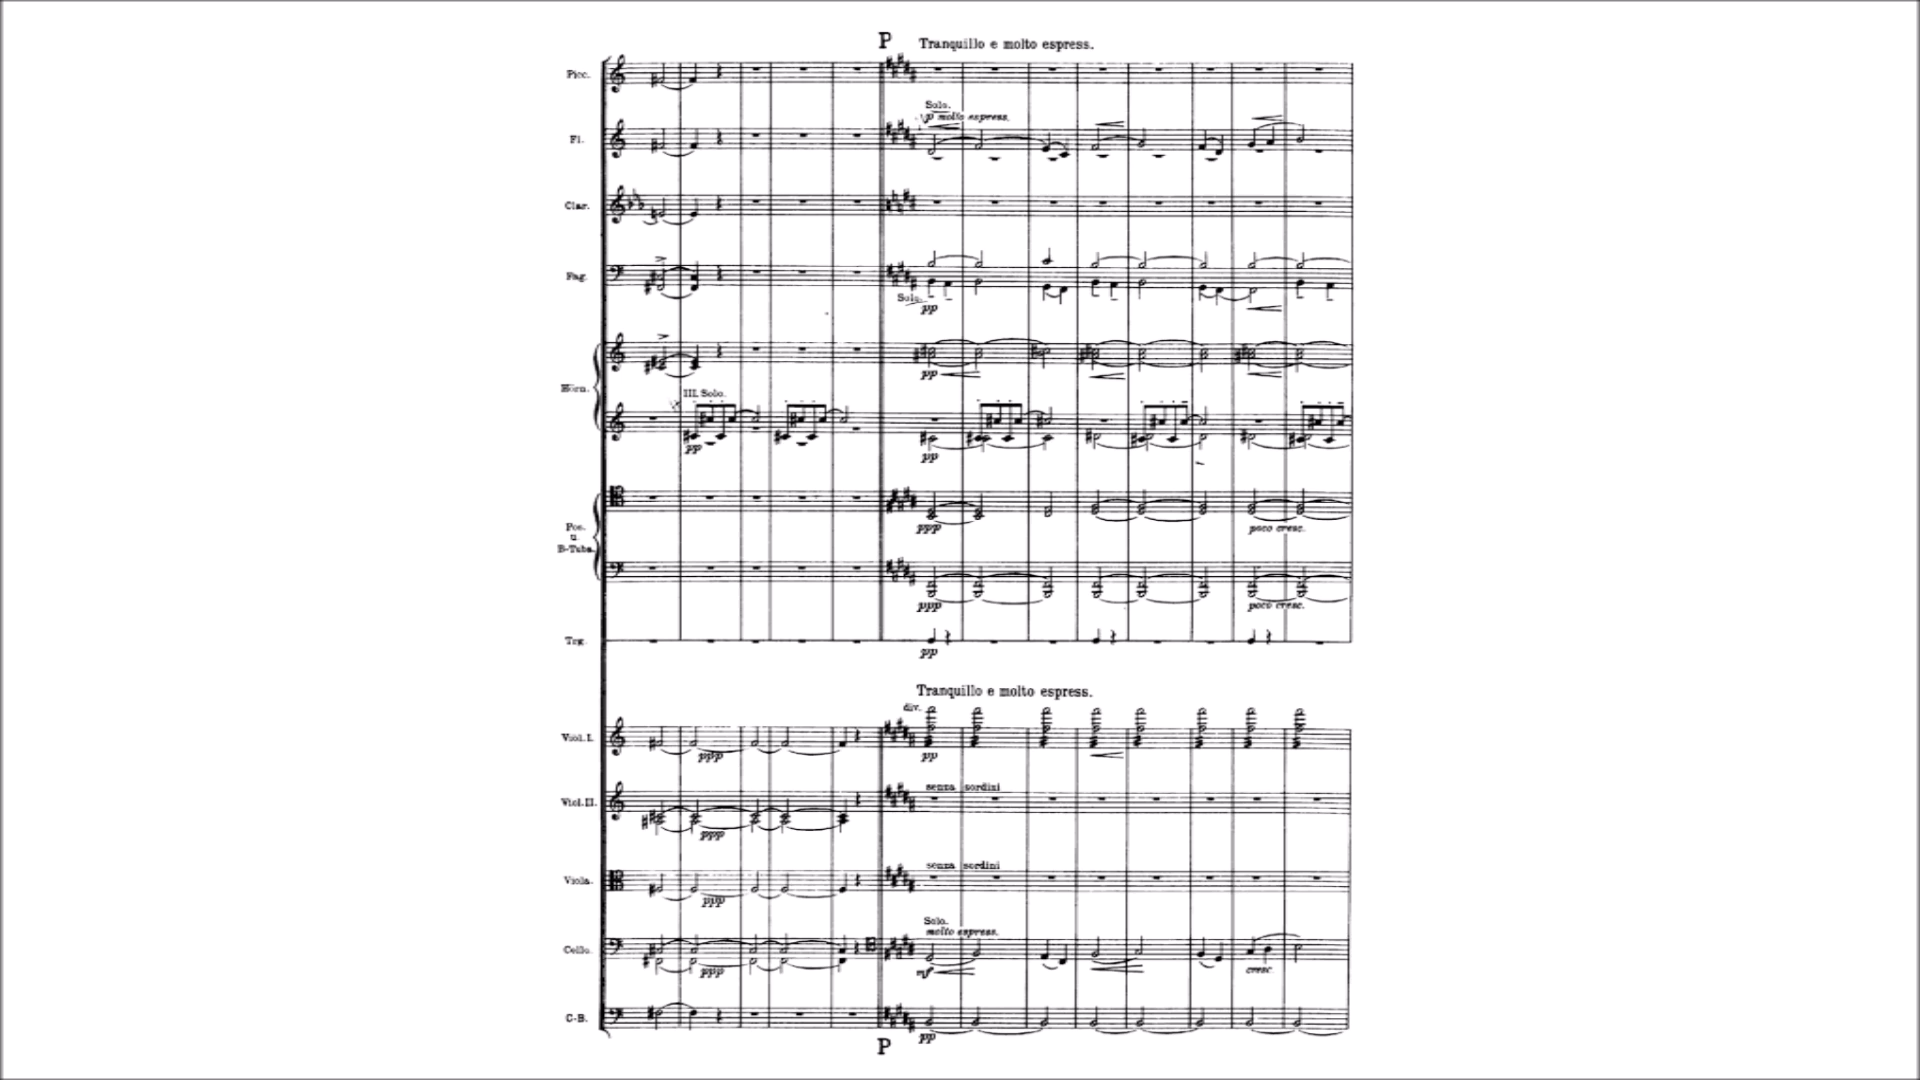 P Tranquillo e molto espress.
Picc.
Solo.
p molto espress.
Fl.
Clar.
Fag.
Solo.
pp
pp
Hörn.
III. Solo.
pp
pp
ppp
poco cresc.
Pos.
u.
B-Tuba.
ppp
poco cresc.
Trg.
pp
Tranquillo e molto espress.
div.
Viol. I.
ppp
pp
senza sordini
Viol. II.
ppp
senza sordini
Viola.
ppp
Solo.
molto espress.
Cello.
ppp
mf
cresc.
C-B.
pp
P